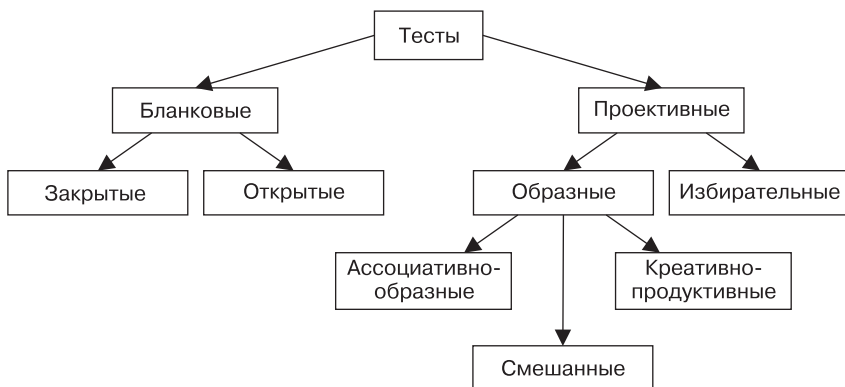 Тесты
Бланковые
Проективные
Закрытые
Открытые
Образные
Избирательные
Ассоциативно-
образные
Креативно-
продуктивные
Смешанные